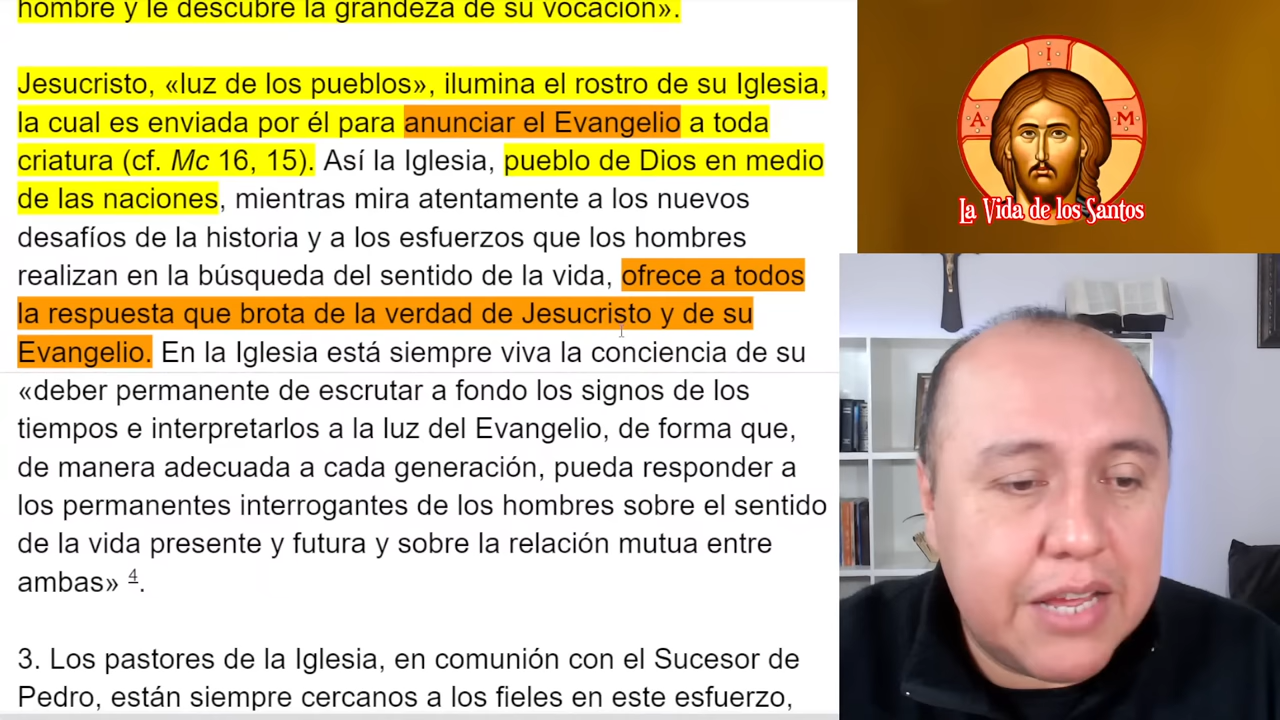 hombre y le descubre la grandeza de su vocación».
Jesucristo, «luz de los pueblos», ilumina el rostro de su Iglesia,
la cual es enviada por él para anunciar el Evangelio a toda
criatura (cf. Mc 16, 15). Así la Iglesia, pueblo de Dios en medio
de las naciones, mientras mira atentamente a los nuevos
desafíos de la historia y a los esfuerzos que los hombres
realizan en la búsqueda del sentido de la vida, ofrece a todos
la respuesta que brota de la verdad de Jesucristo y de su
Evangelio. En la Iglesia está siempre viva la conciencia de su
«deber permanente de escrutar a fondo los signos de los
tiempos e interpretarlos a la luz del Evangelio, de forma que,
de manera adecuada a cada generación, pueda responder a
los permanentes interrogantes de los hombres sobre el sentido
de la vida presente y futura y sobre la relación mutua entre
ambas» 4.
3. Los pastores de la Iglesia, en comunión con el Sucesor de
Pedro, están siempre cercanos a los fieles en este esfuerzo,
I
A M
La Vida de los Santos